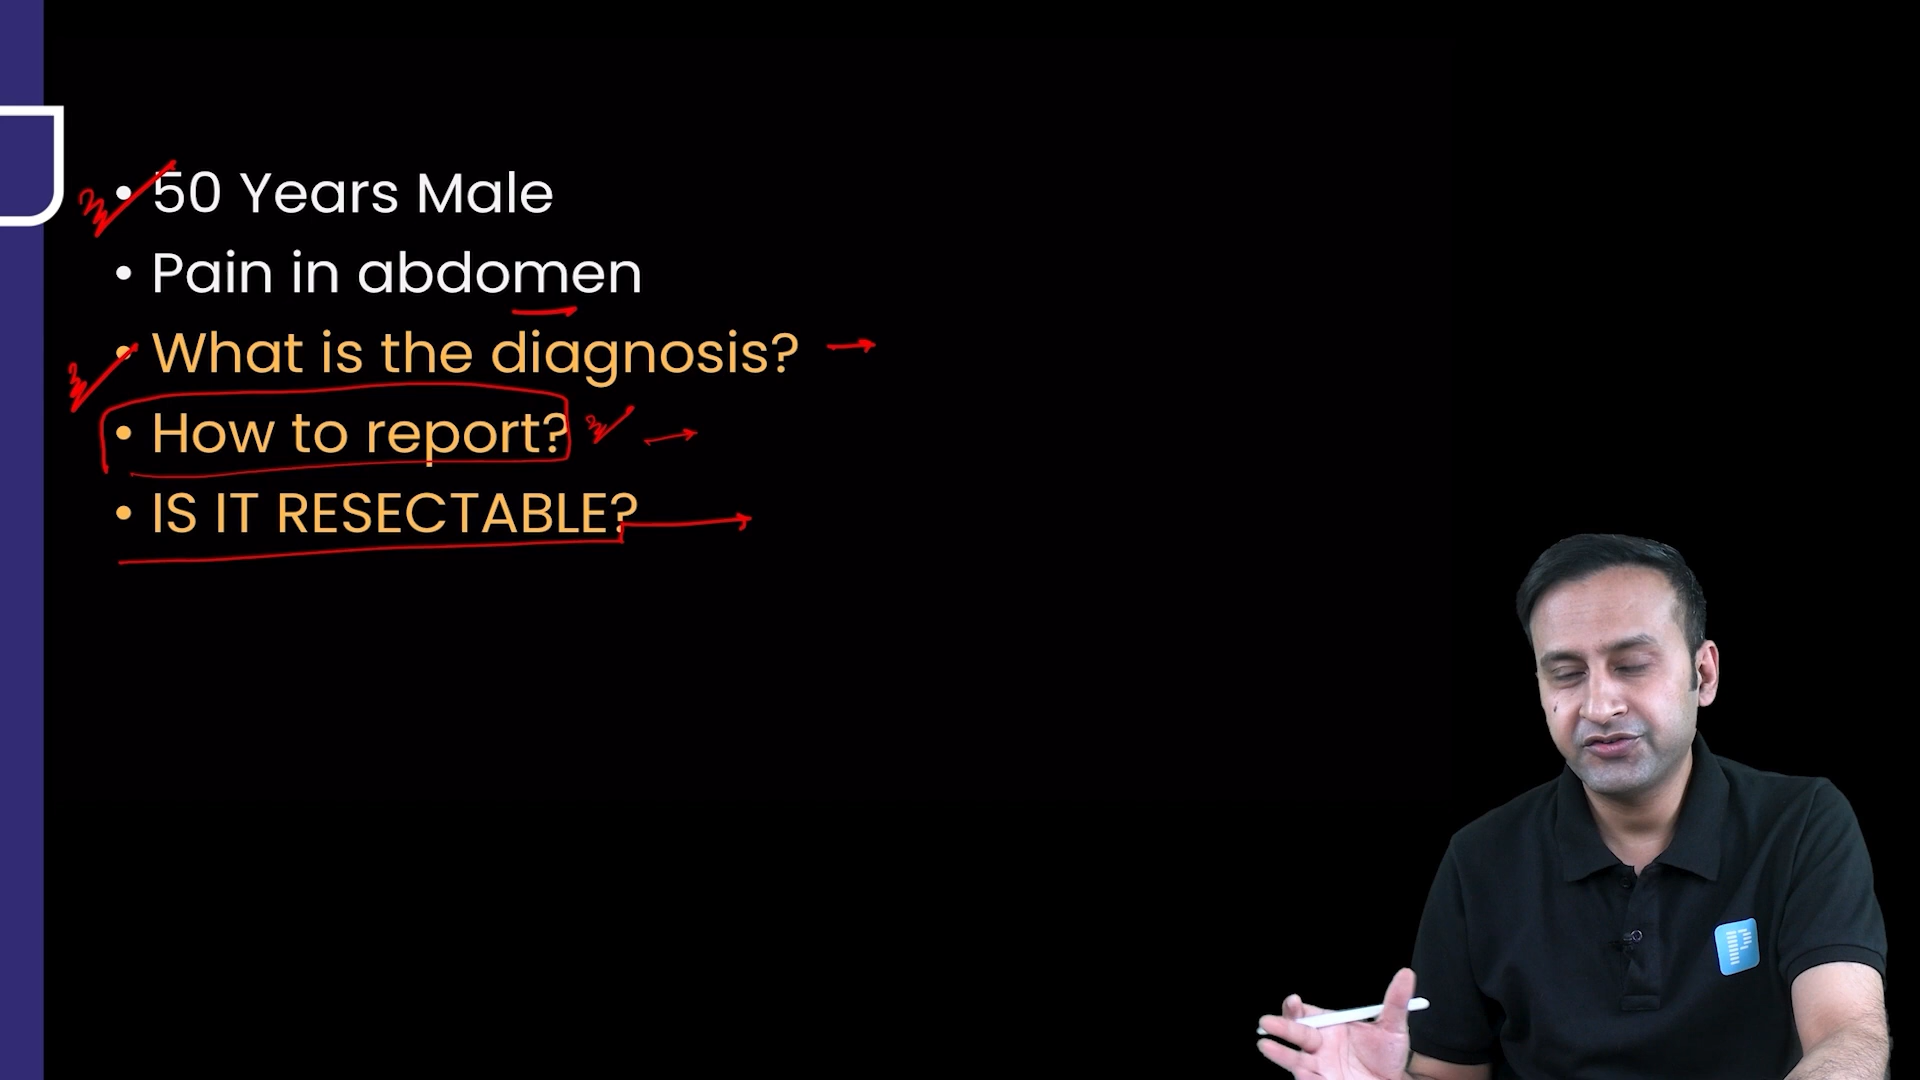 • 50 Years Male
• Pain in abdomen
• What is the diagnosis?
• How to report?
• IS IT RESECTABLE?
P